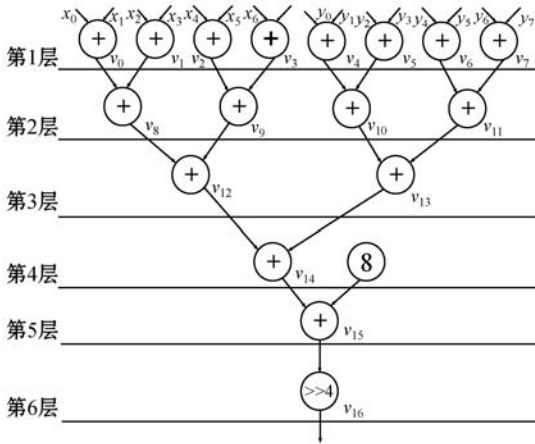 x0 x1 x2 x3 x4 x5 x6 y0 y1 y2 y3 y4 y5 y6 y7
+ + + + + + + +
第1层 v0 v1 v2 v3 v4 v5 v6 v7
+ + + +
第2层 v8 v9 v10 v11
+ +
第3层 v12 v13
+ 8
第4层 v14
+
第5层 v15
>>4
第6层 v16